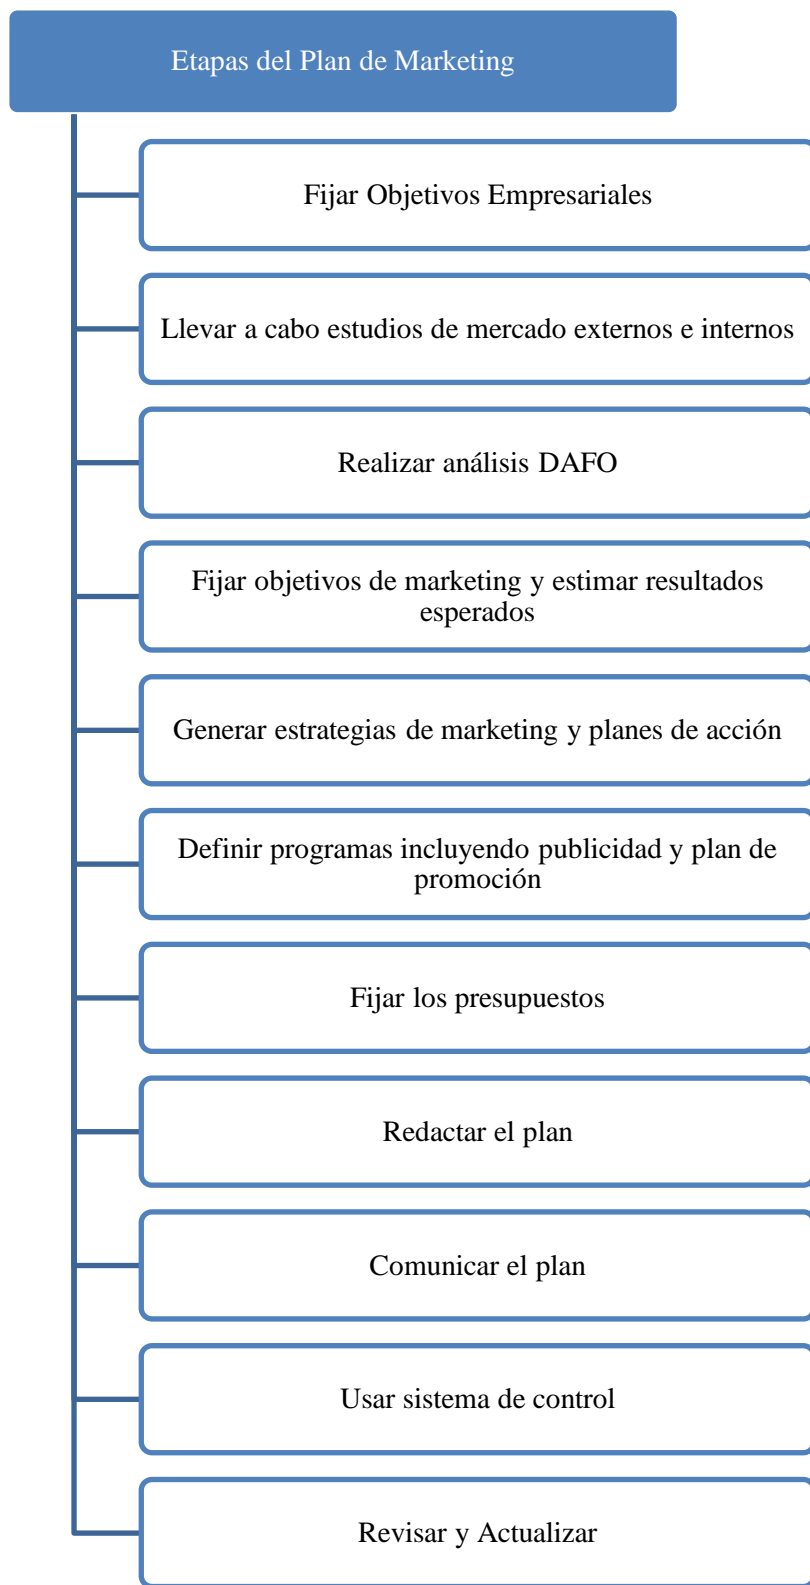 Etapas del Plan de Marketing
Fijar Objetivos Empresariales
Llevar a cabo estudios de mercado externos e internos
Realizar análisis DAFO
Fijar objetivos de marketing y estimar resultados
esperados
Generar estrategias de marketing y planes de acción
Definir programas incluyendo publicidad y plan de
promoción
Fijar los presupuestos
Redactar el plan
Comunicar el plan
Usar sistema de control
Revisar y Actualizar